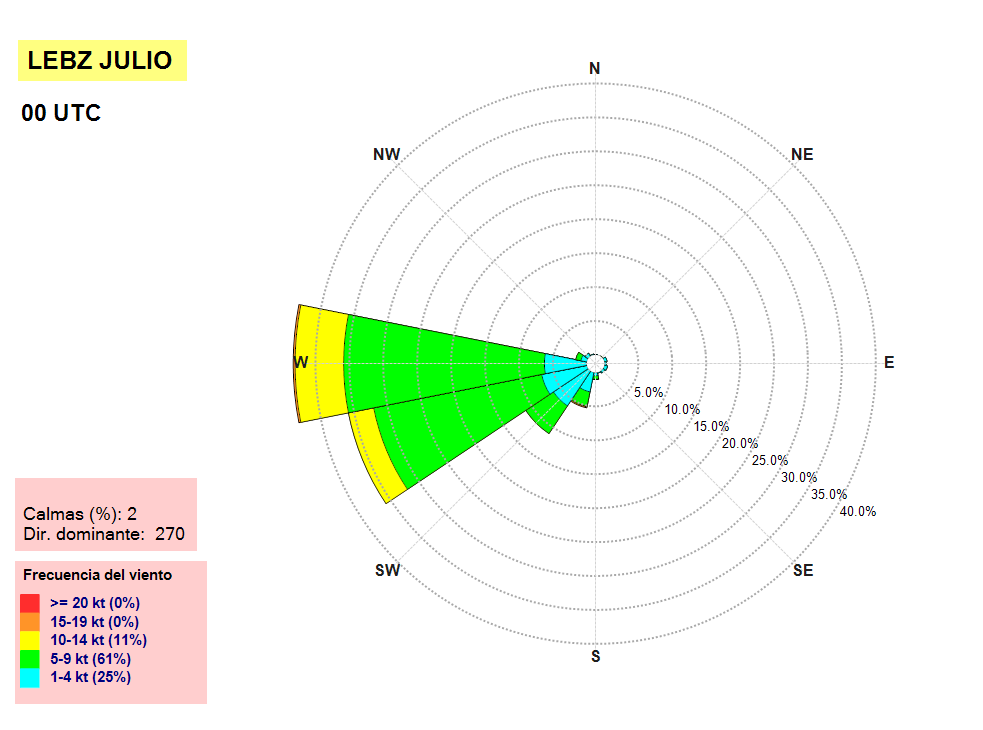 LEBZ JULIO
00 UTC
N
NW
NE
W
E
5.0%
10.0%
15.0%
20.0%
25.0%
30.0%
35.0%
40.0%
SW
SE
S
Calmas (%): 2
Dir. dominante: 270
Frecuencia del viento
>= 20 kt (0%)
15-19 kt (0%)
10-14 kt (11%)
5-9 kt (61%)
1-4 kt (25%)